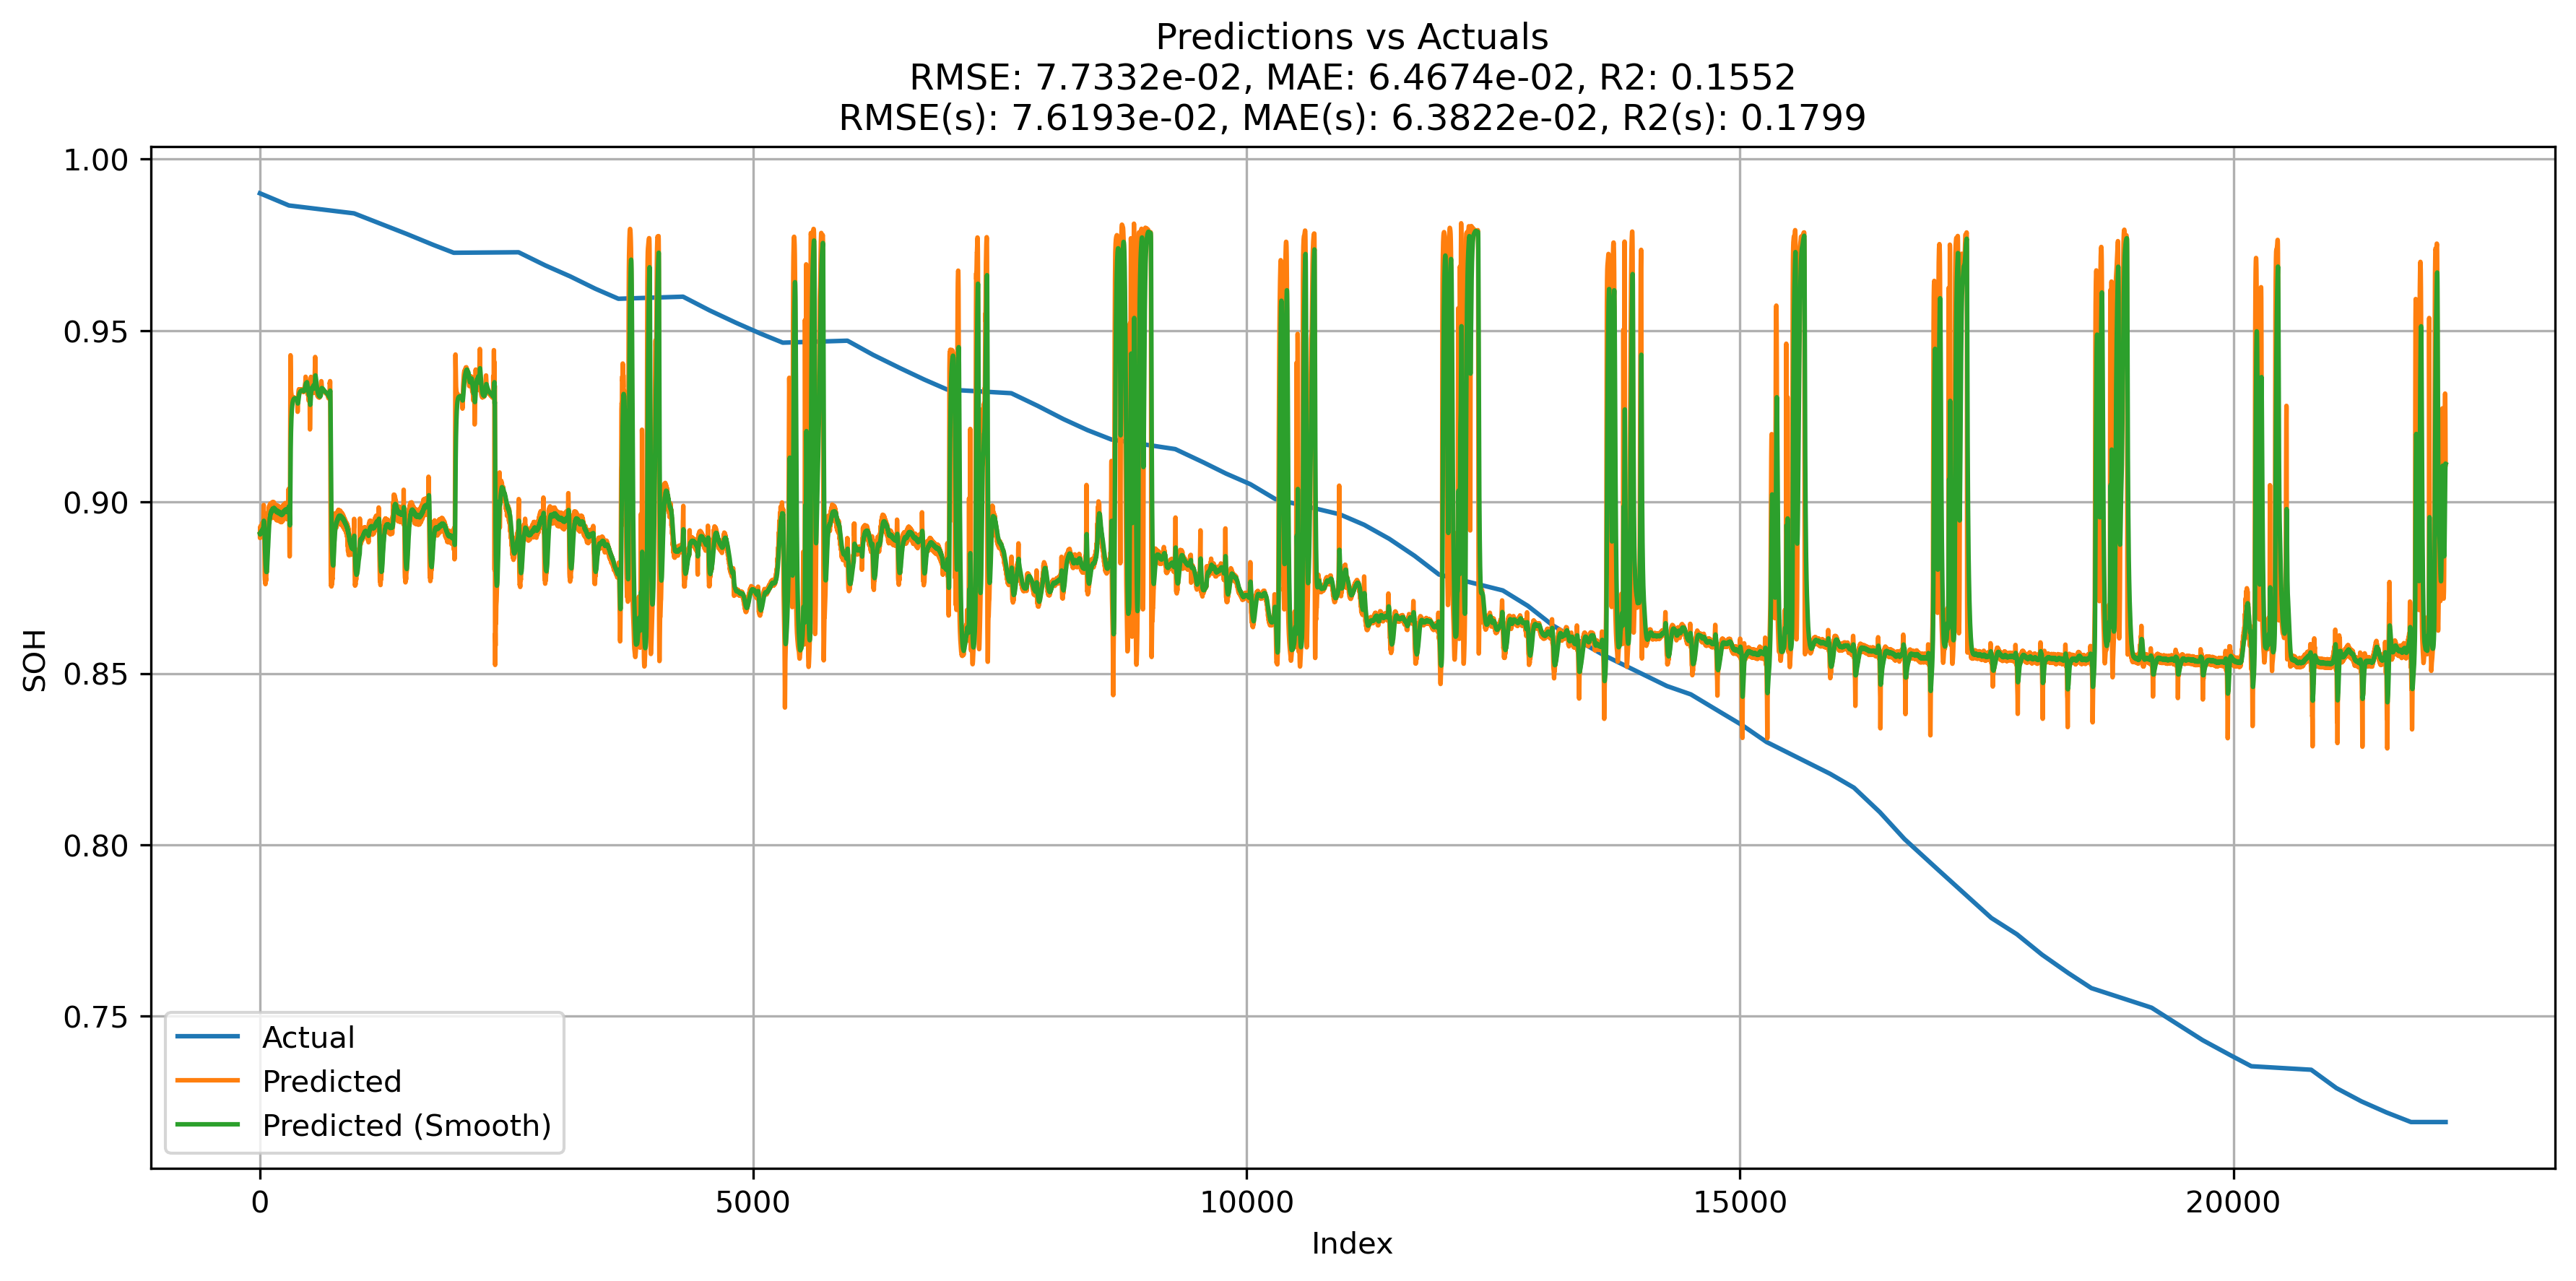 Predictions vs Actuals
RMSE: 7.7332e-02, MAE: 6.4674e-02, R2: 0.1552
RMSE(s): 7.6193e-02, MAE(s): 6.3822e-02, R2(s): 0.1799
1.00
0.95
0.90
0.85
0.80
0.75
SOH
Actual
Predicted
Predicted (Smooth)
0 5000 10000 15000 20000
Index